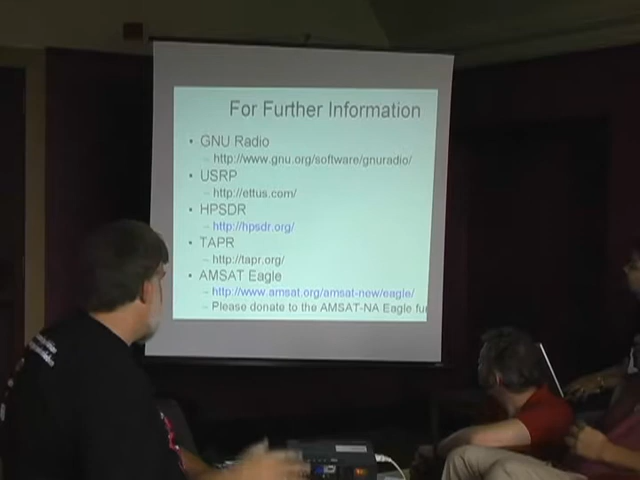 For Further Information
• GNU Radio
– http://www.gnu.org/software/gnuradio/
• USRP
– http://ettus.com/
• HPSDR
– http://hpsdr.org/
• TAPR
– http://tapr.org/
• AMSAT Eagle
– http://www.amsat.org/amsat-new/eagle/
– Please donate to the AMSAT-NA Eagle fu